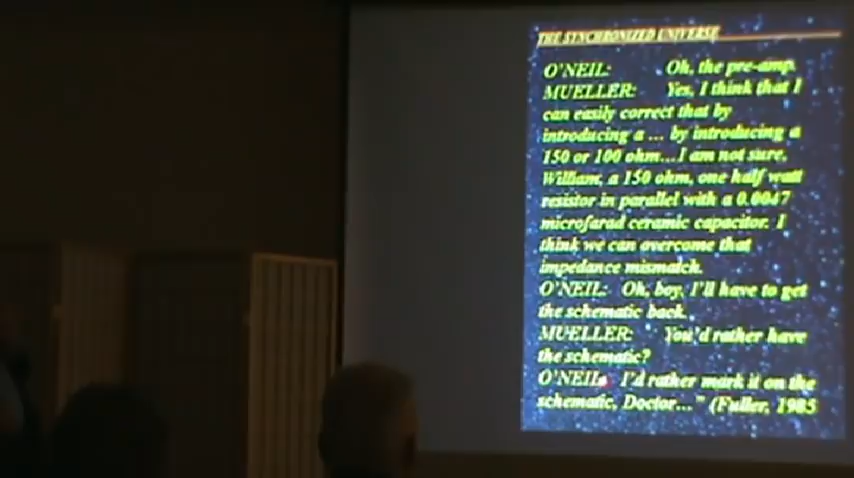 THE SYNCHRONIZED UNIVERSE
O'NEIL: Oh, the pre-amp.
MUELLER: Yes, I think that I
can easily correct that by
introducing a ... by introducing a
150 or 100 ohm...I am not sure,
William, a 150 ohm, one half watt
resistor in parallel with a 0.0047
microfarad ceramic capacitor. I
think we can overcome that
impedance mismatch.
O'NEIL: Oh, boy, I'll have to get
the schematic back.
MUELLER: You'd rather have
the schematic?
O'NEIL: I'd rather mark it on the
schematic, Doctor..." (Fuller, 1985